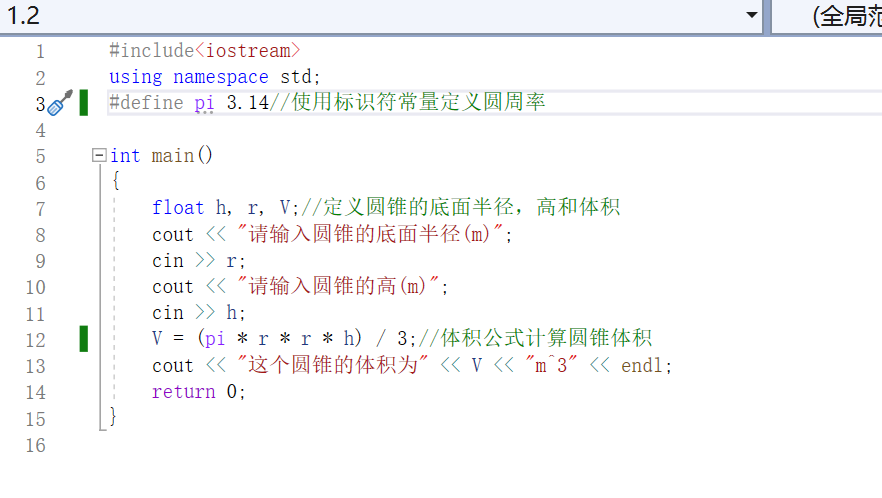 1.2
(全局范
1 #include<iostream>
2 using namespace std;
3 #define pi 3.14//使用标识符常量定义圆周率
4
5 int main()
6 {
7 float h, r, V;//定义圆锥的底面半径，高和体积
8 cout << "请输入圆锥的底面半径(m)";
9 cin >> r;
10 cout << "请输入圆锥的高(m)";
11 cin >> h;
12 V = (pi * r * r * h) / 3;//体积公式计算圆锥体积
13 cout << "这个圆锥的体积为" << V << "m^3" << endl;
14 return 0;
15 }
16